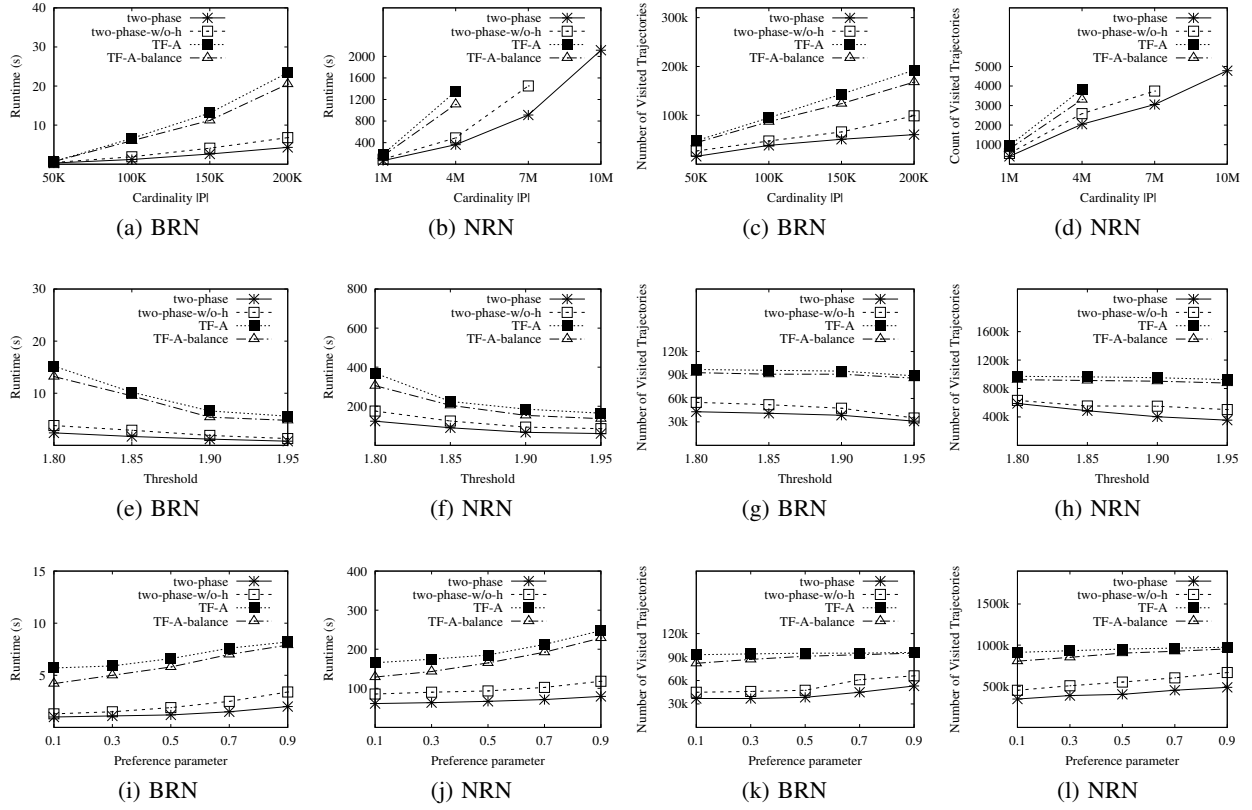 Runtime (s)
40
30
20
10
50K 100K 150K 200K
Cardinality |P|
two-phase
two-phase-w/o-h
TF-A
TF-A-balance
(a) BRN
Runtime (s)
2000
1600
1200
800
400
1M 4M 7M 10M
Cardinality |P|
two-phase
two-phase-w/o-h
TF-A
TF-A-balance
(b) NRN
Number of Visited Trajectories
300k
200k
100k
50K 100K 150K 200K
Cardinality |P|
two-phase
two-phase-w/o-h
TF-A
TF-A-balance
(c) BRN
Count of Visited Trajectories
5000
4000
3000
2000
1000
1M 4M 7M 10M
Cardinality |P|
two-phase
two-phase-w/o-h
TF-A
TF-A-balance
(d) NRN
Runtime (s)
30
20
10
1.80 1.85 1.90 1.95
Threshold
two-phase
two-phase-w/o-h
TF-A
TF-A-balance
(e) BRN
Runtime (s)
800
600
400
200
1.80 1.85 1.90 1.95
Threshold
two-phase
two-phase-w/o-h
TF-A
TF-A-balance
(f) NRN
Number of Visited Trajectories
120k
90k
60k
30k
1.80 1.85 1.90 1.95
Threshold
two-phase
two-phase-w/o-h
TF-A
TF-A-balance
(g) BRN
Number of Visited Trajectories
1600k
1200k
800k
400k
1.80 1.85 1.90 1.95
Threshold
two-phase
two-phase-w/o-h
TF-A
TF-A-balance
(h) NRN
Runtime (s)
15
10
5
0.1 0.3 0.5 0.7 0.9
Preference parameter
two-phase
two-phase-w/o-h
TF-A
TF-A-balance
(i) BRN
Runtime (s)
400
300
200
100
0.1 0.3 0.5 0.7 0.9
Preference parameter
two-phase
two-phase-w/o-h
TF-A
TF-A-balance
(j) NRN
Number of Visited Trajectories
120k
90k
60k
30k
0.1 0.3 0.5 0.7 0.9
Preference parameter
two-phase
two-phase-w/o-h
TF-A
TF-A-balance
(k) BRN
Number of Visited Trajectories
1500k
1000k
500k
0.1 0.3 0.5 0.7 0.9
Preference parameter
two-phase
two-phase-w/o-h
TF-A
TF-A-balance
(l) NRN